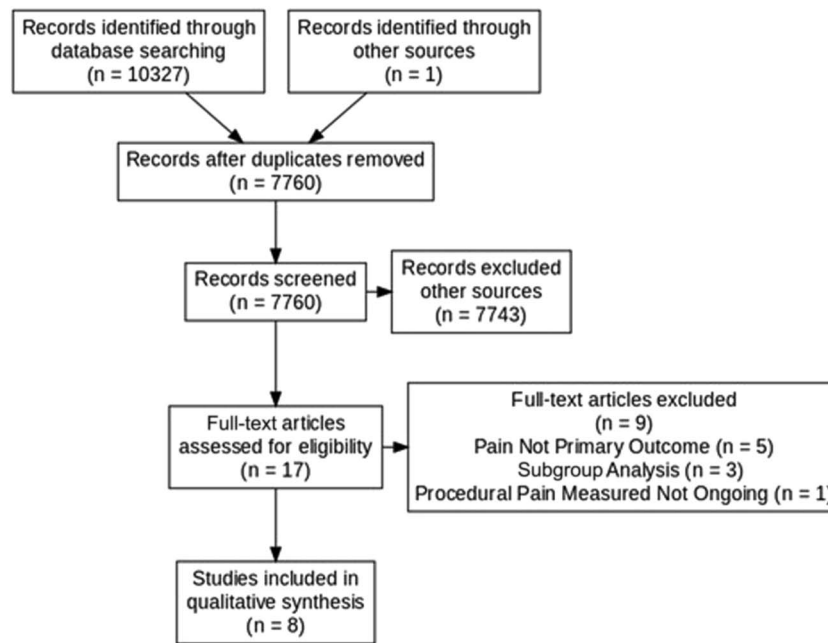 Records identified through
database searching
(n = 10327)
Records identified through
other sources
(n = 1)
Records after duplicates removed
(n = 7760)
Records screened
(n = 7760)
Records excluded
other sources
(n = 7743)
Full-text articles
assessed for eligibility
(n = 17)
Full-text articles excluded
(n = 9)
Pain Not Primary Outcome (n = 5)
Subgroup Analysis (n = 3)
Procedural Pain Measured Not Ongoing (n = 1)
Studies included in
qualitative synthesis
(n = 8)